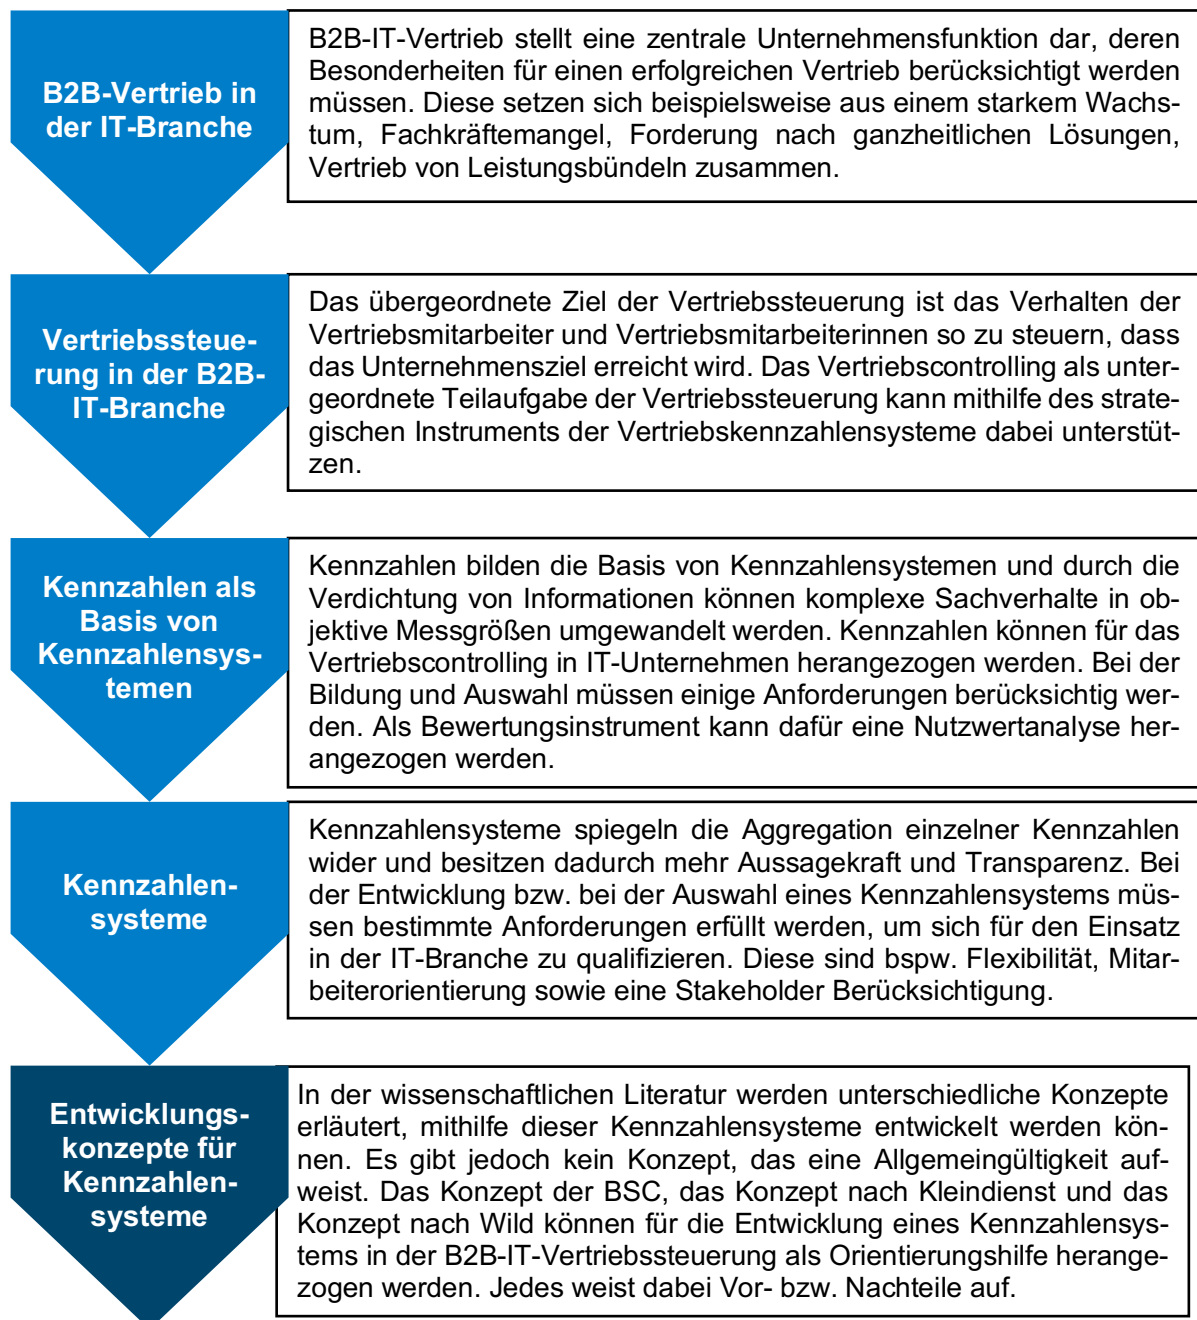 B2B-Vertrieb in
der IT-Branche
B2B-IT-Vertrieb stellt eine zentrale Unternehmensfunktion dar, deren
Besonderheiten für einen erfolgreichen Vertrieb berücksichtigt werden
müssen. Diese setzen sich beispielsweise aus einem starkem Wachs-
tum, Fachkräftemangel, Forderung nach ganzheitlichen Lösungen,
Vertrieb von Leistungsbündeln zusammen.
Vertriebssteue-
rung in der B2B-
IT-Branche
Das übergeordnete Ziel der Vertriebssteuerung ist das Verhalten der
Vertriebsmitarbeiter und Vertriebsmitarbeiterinnen so zu steuern, dass
das Unternehmensziel erreicht wird. Das Vertriebscontrolling als unter-
geordnete Teilaufgabe der Vertriebssteuerung kann mithilfe des strate-
gischen Instruments der Vertriebskennzahlensysteme dabei unterstüt-
zen.
Kennzahlen als
Basis von
Kennzahlensys-
temen
Kennzahlen bilden die Basis von Kennzahlensystemen und durch die
Verdichtung von Informationen können komplexe Sachverhalte in ob-
jektive Messgrößen umgewandelt werden. Kennzahlen können für das
Vertriebscontrolling in IT-Unternehmen herangezogen werden. Bei der
Bildung und Auswahl müssen einige Anforderungen berücksichtig wer-
den. Als Bewertungsinstrument kann dafür eine Nutzwertanalyse her-
angezogen werden.
Kennzahlen-
systeme
Kennzahlensysteme spiegeln die Aggregation einzelner Kennzahlen
wider und besitzen dadurch mehr Aussagekraft und Transparenz. Bei
der Entwicklung bzw. bei der Auswahl eines Kennzahlensystems müs-
sen bestimmte Anforderungen erfüllt werden, um sich für den Einsatz
in der IT-Branche zu qualifizieren. Diese sind bspw. Flexibilität, Mitar-
beiterorientierung sowie eine Stakeholder Berücksichtigung.
Entwicklungs-
konzepte für
Kennzahlen-
systeme
In der wissenschaftlichen Literatur werden unterschiedliche Konzepte
erläutert, mithilfe dieser Kennzahlensysteme entwickelt werden kön-
nen. Es gibt jedoch kein Konzept, das eine Allgemeingültigkeit auf-
weist. Das Konzept der BSC, das Konzept nach Kleindienst und das
Konzept nach Wild können für die Entwicklung eines Kennzahlensys-
tems in der B2B-IT-Vertriebssteuerung als Orientierungshilfe herange-
zogen werden. Jedes weist dabei Vor- bzw. Nachteile auf.